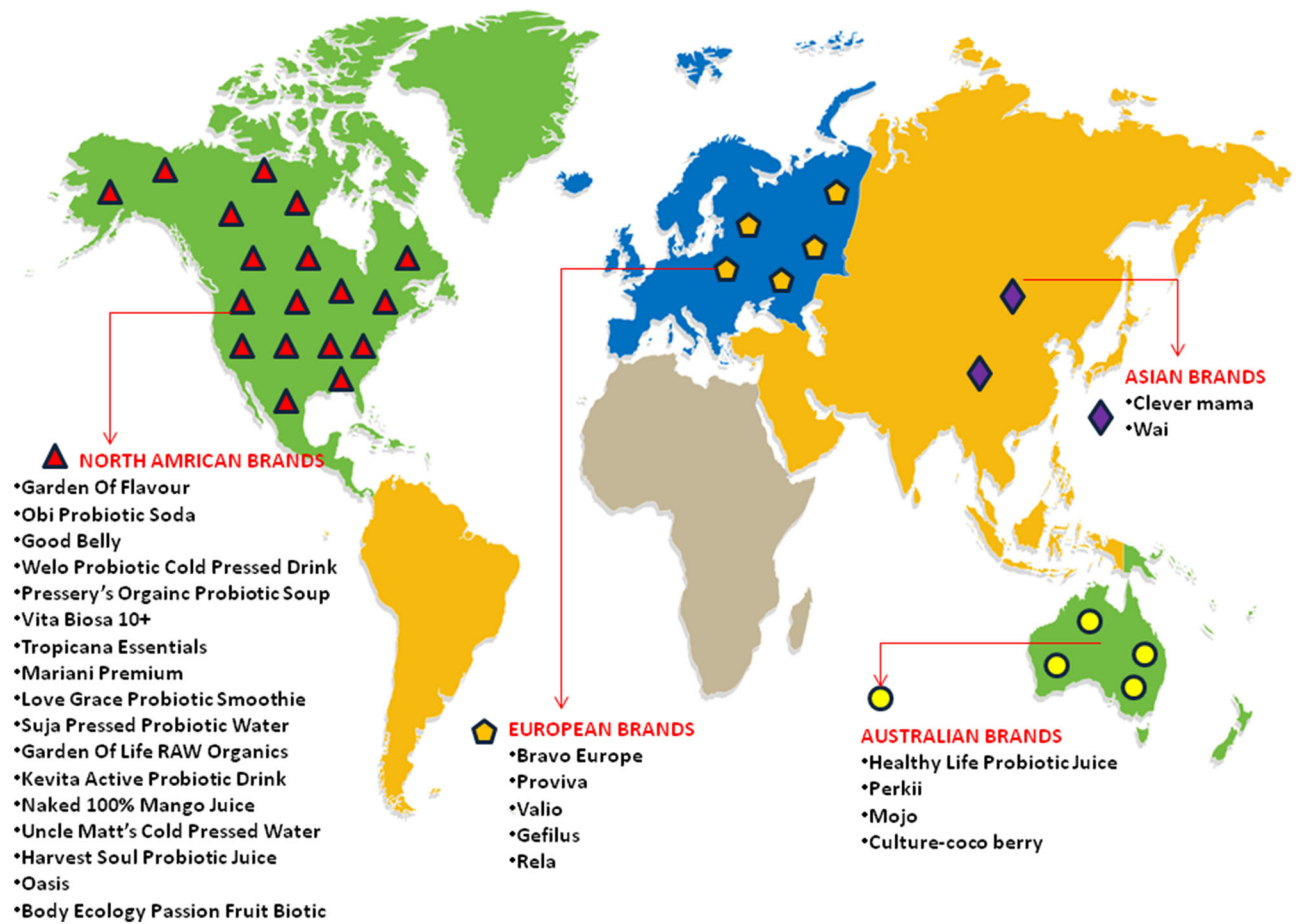 NORTH AMRICAN BRANDS
•Garden Of Flavour
•Obi Probiotic Soda
•Good Belly
•Welo Probiotic Cold Pressed Drink
•Pressery's Orgainc Probiotic Soup
•Vita Biosa 10+
•Tropicana Essentials
•Mariani Premium
•Love Grace Probiotic Smoothie
•Suja Pressed Probiotic Water
•Garden Of Life RAW Organics
•Kevita Active Probiotic Drink
•Naked 100% Mango Juice
•Uncle Matt's Cold Pressed Water
•Harvest Soul Probiotic Juice
•Oasis
•Body Ecology Passion Fruit Biotic
EUROPEAN BRANDS
•Bravo Europe
•Proviva
•Valio
•Gefilus
•Rela
ASIAN BRANDS
•Clever mama
•Wai
AUSTRALIAN BRANDS
•Healthy Life Probiotic Juice
•Perkii
•Mojo
•Culture-coco berry